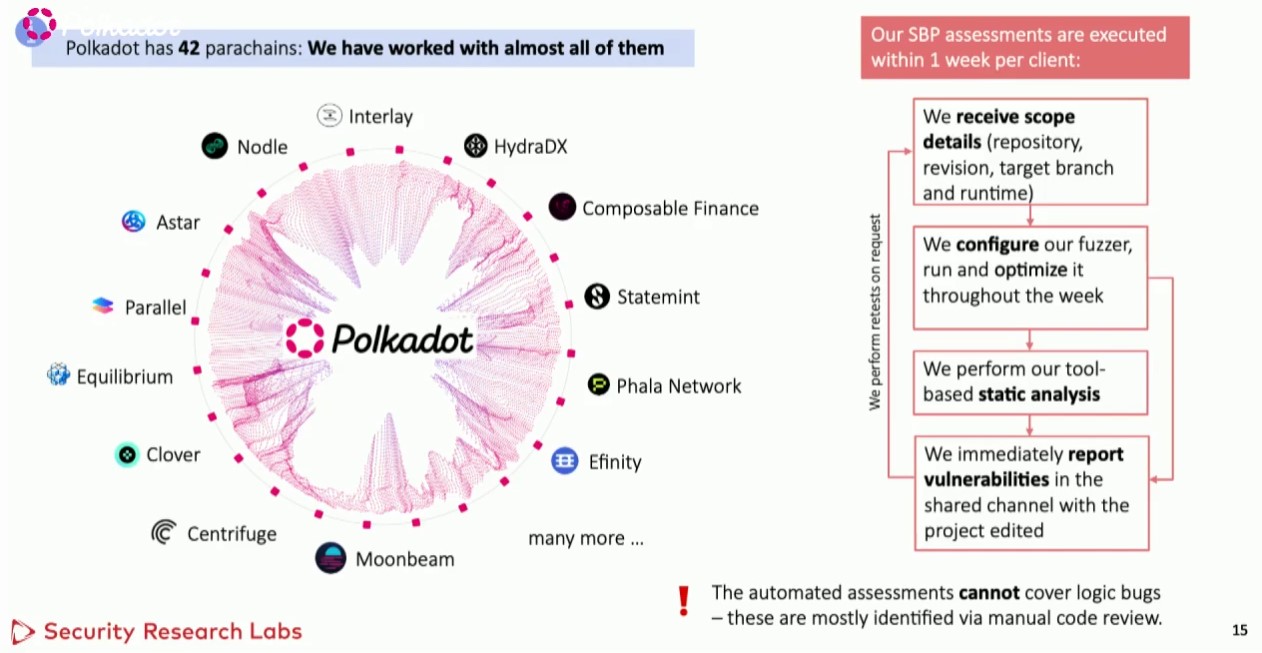 Polkadot
Polkadot has 42 parachains: We have worked with almost all of them
Interlay
Nodle
HydraDX
Astar
Composable Finance
Parallel
Statemint
Polkadot
Equilibrium
Phala Network
Clover
Efinity
Centrifuge
Moonbeam
many more ...
Our SBP assessments are executed
within 1 week per client:
We receive scope
details (repository,
revision, target branch
and runtime)
We configure our fuzzer,
run and optimize it
throughout the week
We perform our tool-
based static analysis
We immediately report
vulnerabilities in the
shared channel with the
project edited
We perform retests on request
! The automated assessments cannot cover logic bugs
– these are mostly identified via manual code review.
Security Research Labs
15